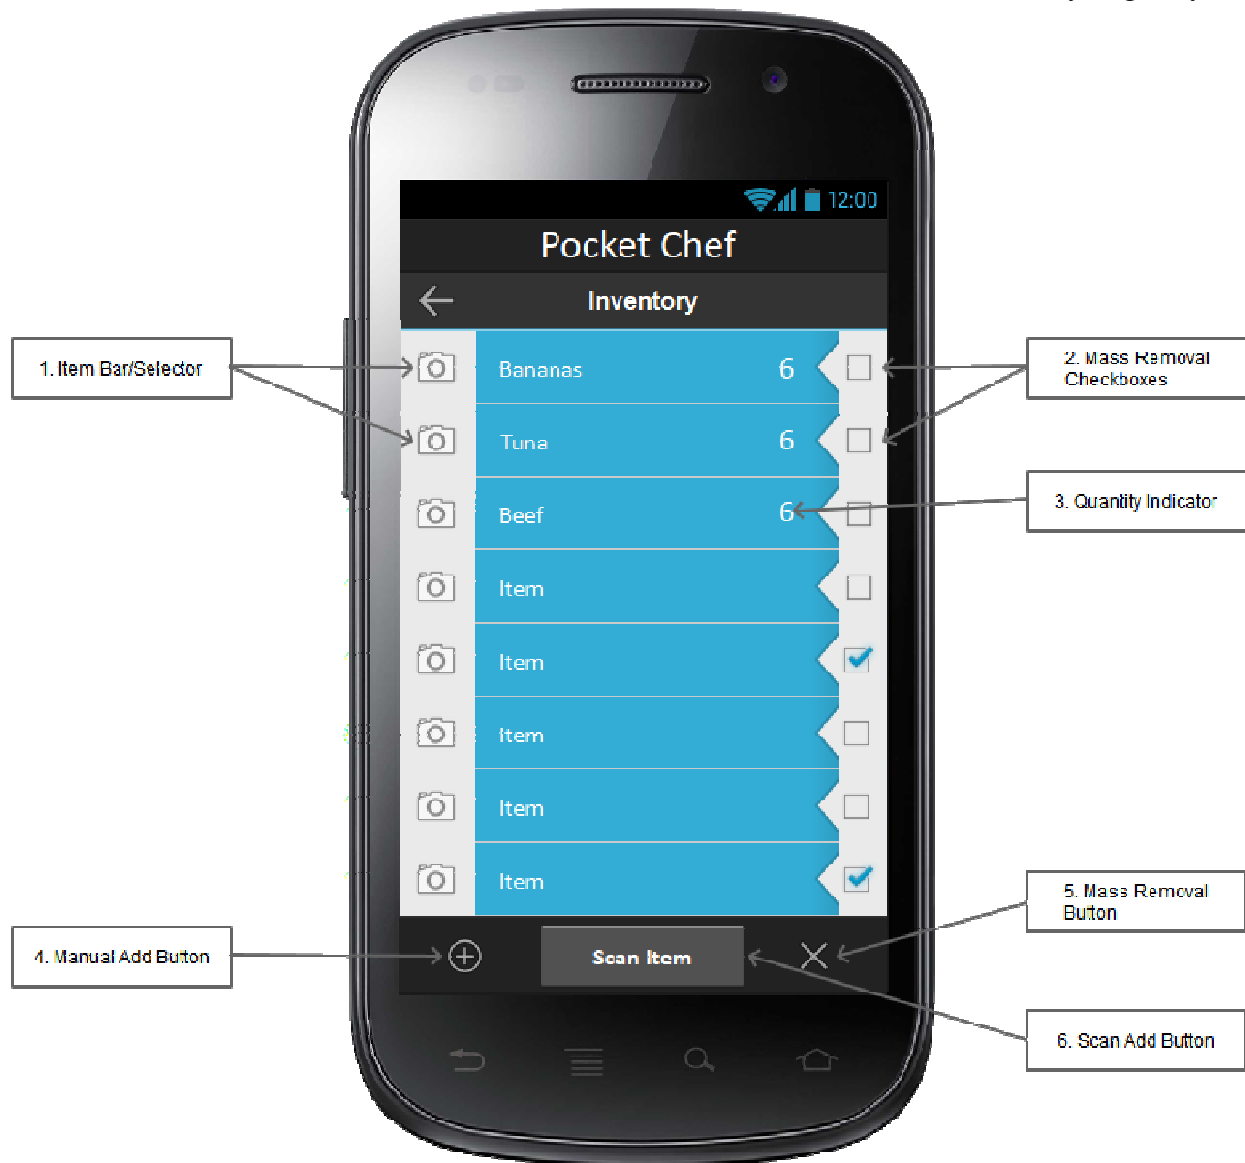 12:00
Pocket Chef
Inventory
1. Item Bar/Selector
Bananas 6
2. Mass Removal
Checkboxes
Tuna 6
Beef 6
3. Quantity Indicator
Item
Item
Item
Item
Item
5. Mass Removal
Button
4. Manual Add Button
Scan Item
6. Scan Add Button